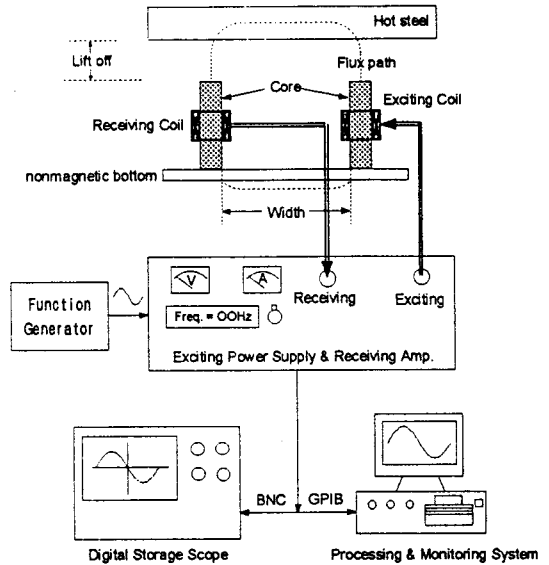 Hot steel
Lift off
Flux path
Core
Exciting Coil
Receiving Coil
nonmagnetic bottom
Width
V
A
Receiving
Exciting
Function
Generator
Freq. = OOHz
Exciting Power Supply & Receiving Amp.
BNC
GPIB
Digital Storage Scope
Processing & Monitoring System